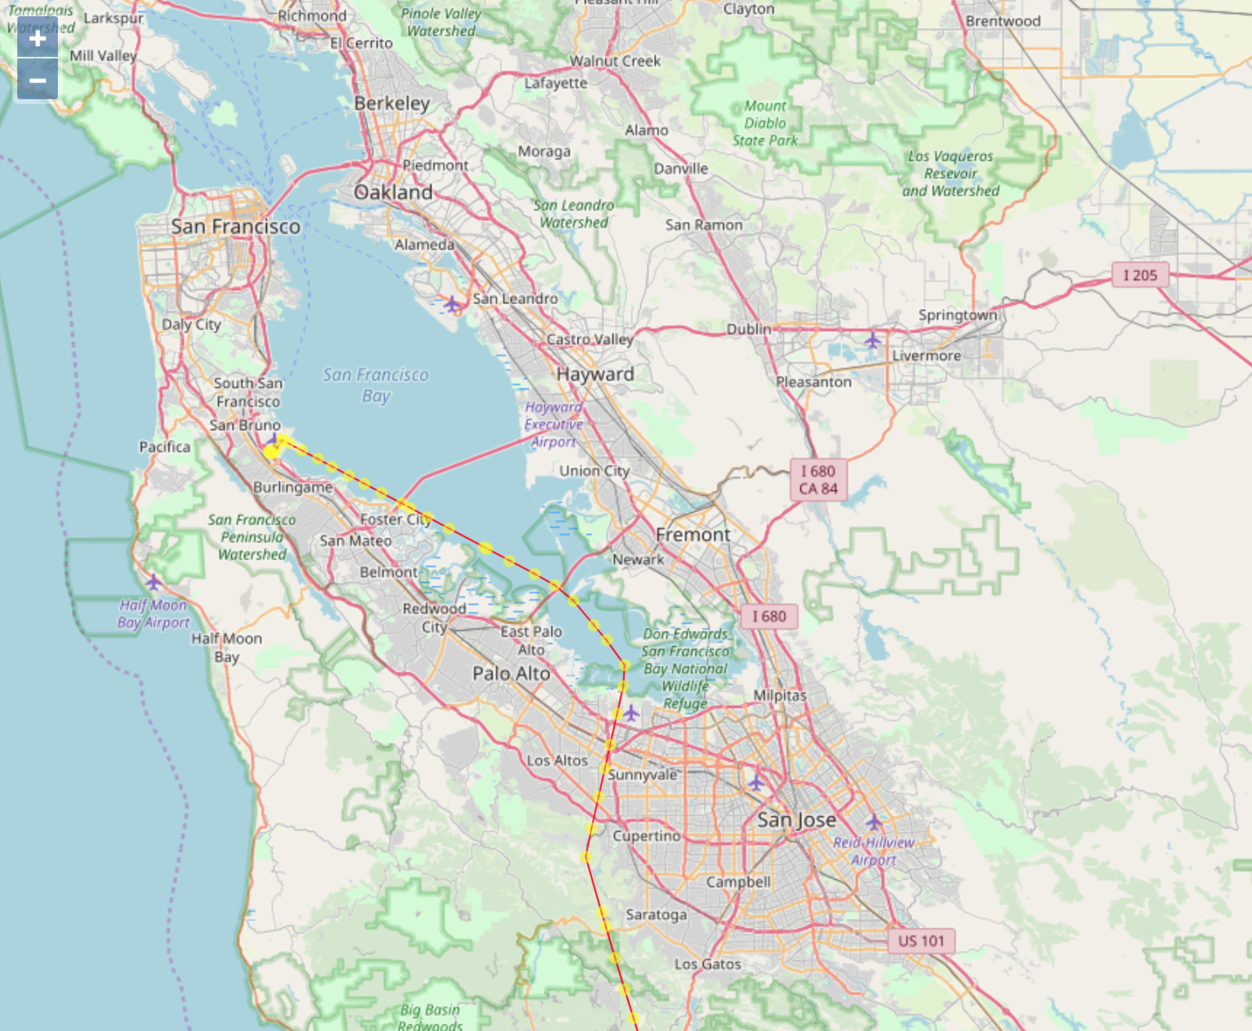 Tamalpais
Watershed
Larkspur
Mill Valley
+
−
Richmond
El Cerrito
Pinole Valley
Watershed
Pleasant Hill
Clayton
Brentwood
Walnut Creek
Lafayette
Berkeley
Mount
Diablo
State Park
Alamo
Moraga
Danville
Los Vaqueros
Resevoir
and Watershed
Piedmont
Oakland
San Leandro
Watershed
San Ramon
San Francisco
Alameda
I 205
San Leandro
Springtown
Daly City
Dublin
Castro Valley
Livermore
San Francisco
Bay
Hayward
Pleasanton
South San
Francisco
San Bruno
Hayward
Executive
Airport
Pacifica
Union City
I 680
CA 84
Burlingame
San Francisco
Peninsula
Watershed
Foster City
San Mateo
Fremont
Newark
Belmont
Half Moon
Bay Airport
Redwood
City
I 680
East Palo
Alto
Don Edwards
San Francisco
Bay National
Wildlife
Refuge
Half Moon
Bay
Palo Alto
Milpitas
Los Altos
Sunnyvale
San Jose
Cupertino
Reid-Hillview
Airport
Campbell
Saratoga
US 101
Los Gatos
Big Basin
Redwoods